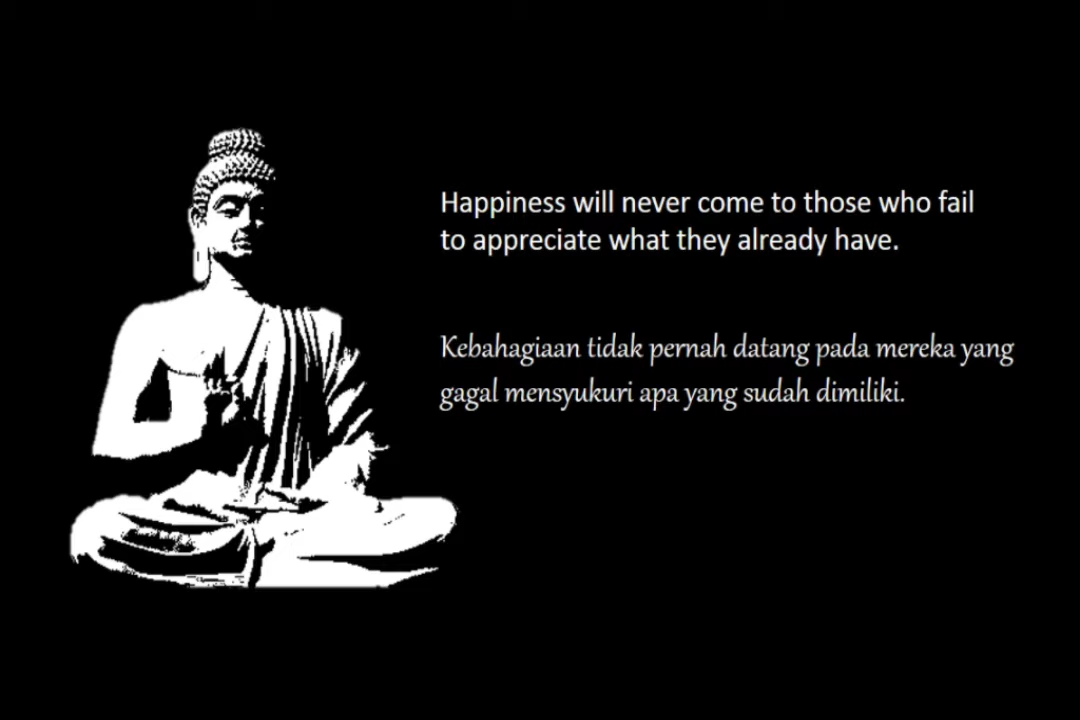 Happiness will never come to those who fail
to appreciate what they already have.
Kebahagiaan tidak pernah datang pada mereka yang
gagal mensyukuri apa yang sudah dimiliki.